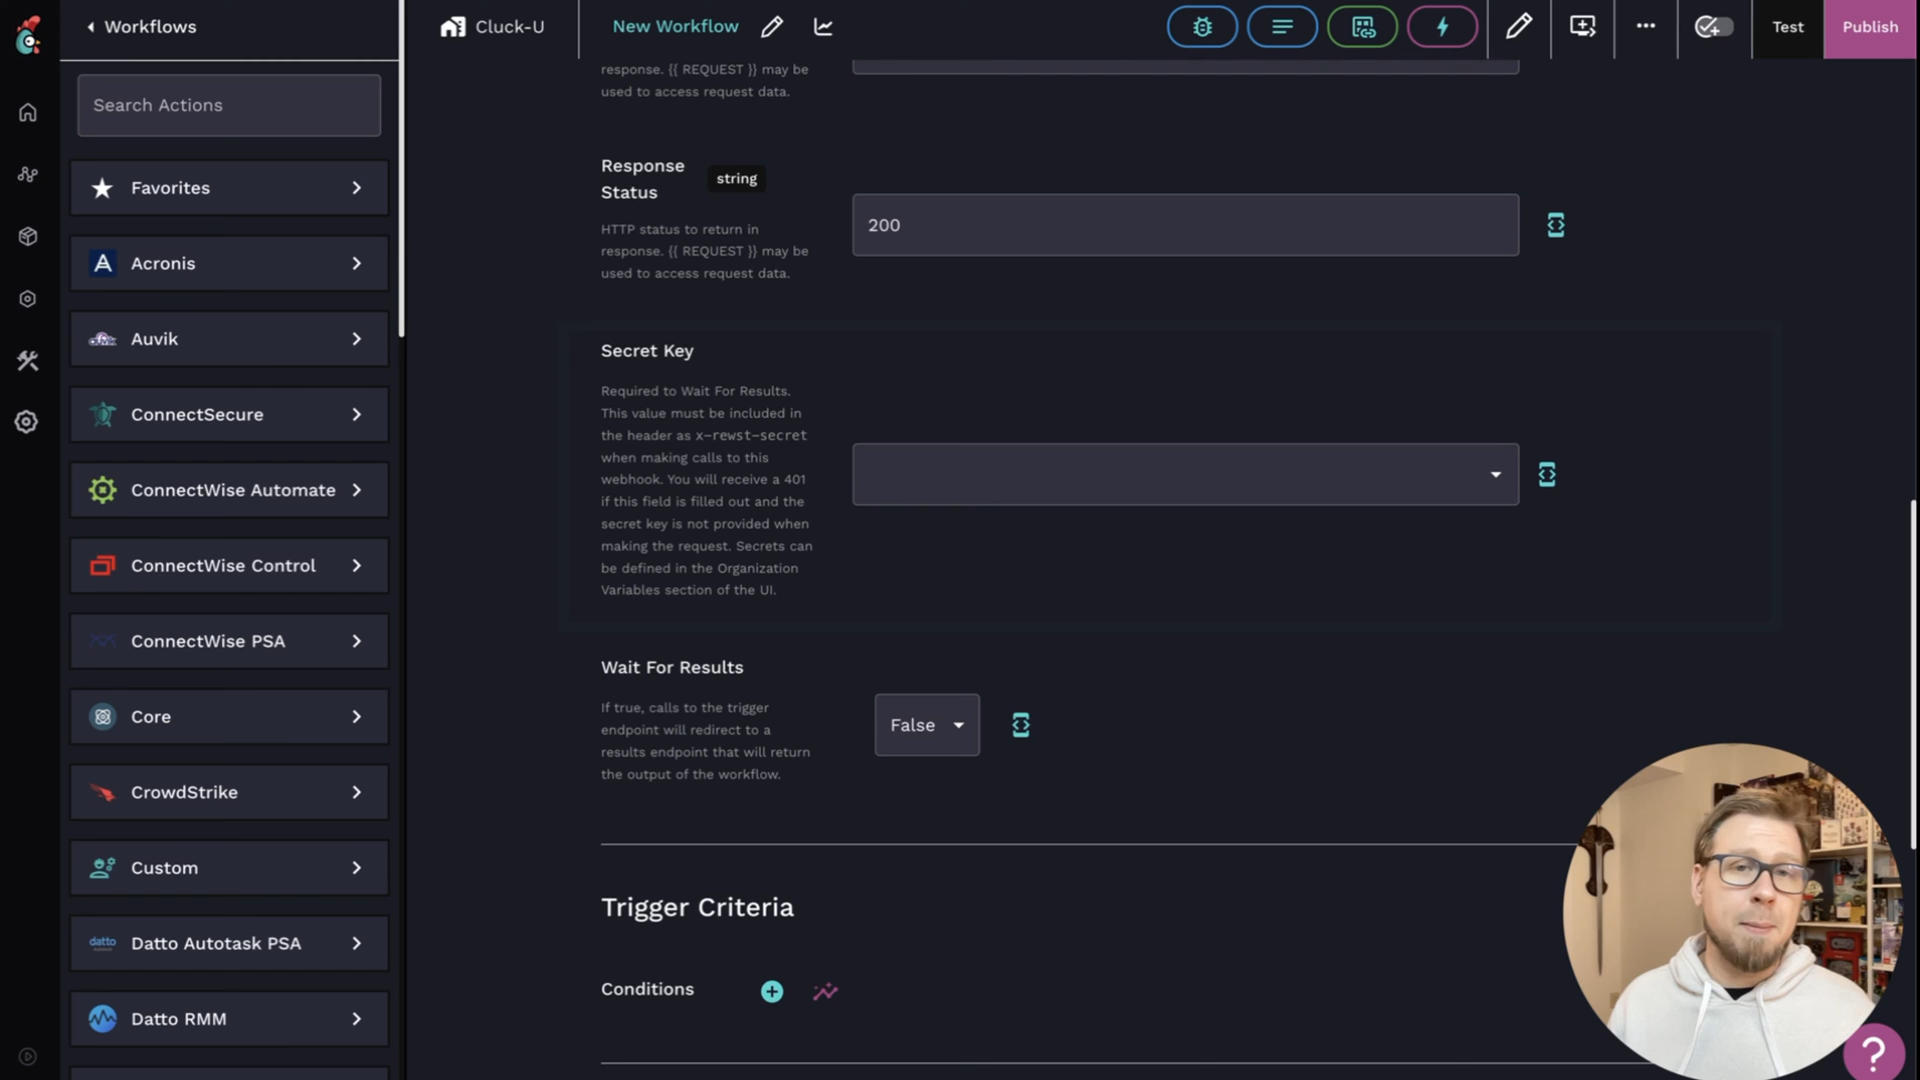 Workflows
Cluck-U
New Workflow
Test
Publish
Search Actions
Favorites
Acronis
Auvik
ConnectSecure
ConnectWise Automate
ConnectWise Control
ConnectWise PSA
Core
CrowdStrike
Custom
datto
Datto Autotask PSA
Datto RMM
response. {{ REQUEST }} may be
used to access request data.
Response
Status
string
HTTP status to return in
response. {{ REQUEST }} may be
used to access request data.
200
Secret Key
Required to Wait For Results.
This value must be included in
the header as x-rewst-secret
when making calls to this
webhook. You will receive a 401
if this field is filled out and the
secret key is not provided when
making the request. Secrets can
be defined in the Organization
Variables section of the UI.
Wait For Results
If true, calls to the trigger
endpoint will redirect to a
results endpoint that will return
the output of the workflow.
False
Trigger Criteria
Conditions
?